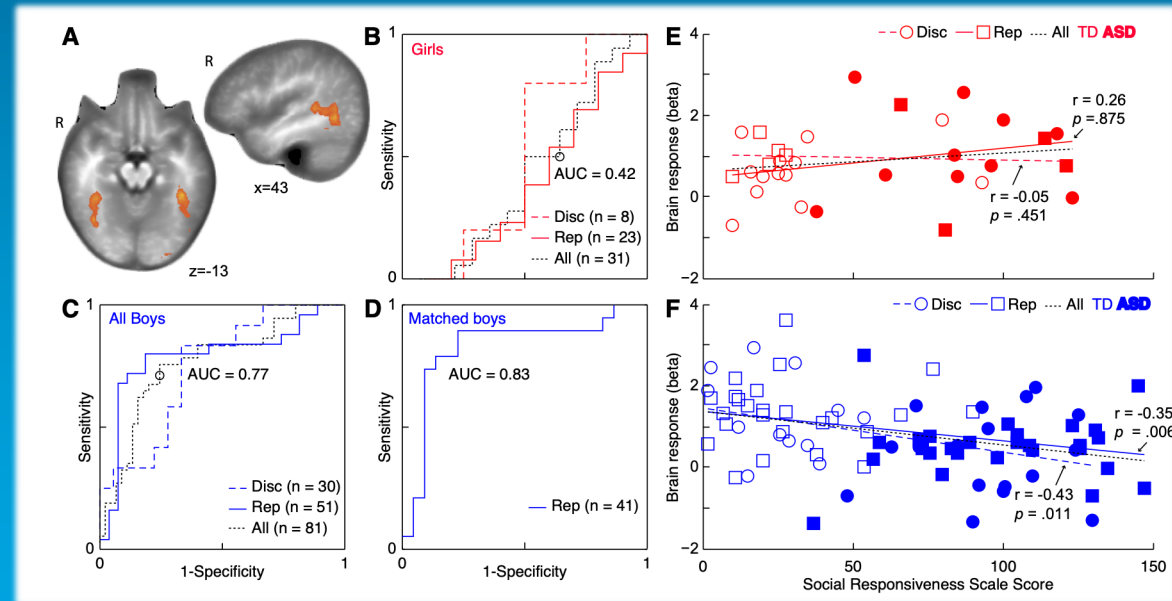 A
R
R
x=43
z=-13
B
1
Girls
Sensitivity
AUC = 0.42
Disc (n = 8)
Rep (n = 23)
All (n = 31)
0
E
4
Disc Rep All TD ASD
2
r = 0.26
p =.875
Brain response (beta)
0
r = -0.05
p = .451
−2
C
1
All Boys
AUC = 0.77
Sensitivity
Disc (n = 30)
Rep (n = 51)
All (n = 81)
0
0
1-Specificity
1
D
1
Matched boys
AUC = 0.83
Sensitivity
Rep (n = 41)
0
0
1-Specificity
1
F
4
Disc Rep All TD ASD
2
r = -0.35
p = .006
Brain response (beta)
0
r = -0.43
p = .011
−2
0
50
100
150
Social Responsiveness Scale Score